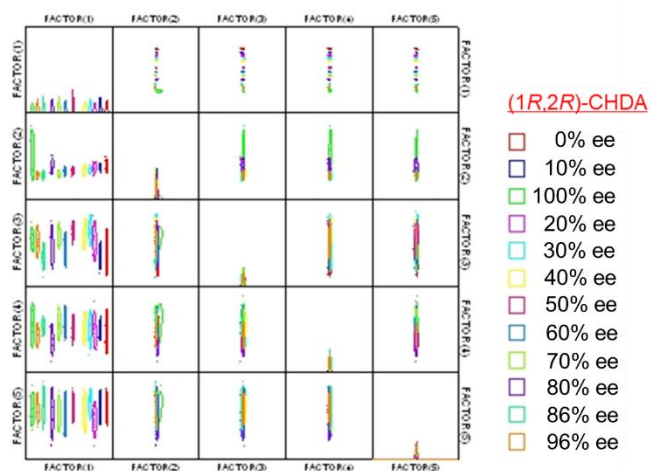 FACTOR(1) FACTOR(2) FACTOR(3) FACTOR(4) FACTOR(5)
FACTOR(1)
FACTOR(1)
FACTOR(2)
FACTOR(2)
FACTOR(3)
FACTOR(3)
FACTOR(4)
FACTOR(4)
FACTOR(5)
FACTOR(5)
FACTOR(1) FACTOR(2) FACTOR(3) FACTOR(4) FACTOR(5)
(1R,2R)-CHDA
0% ee
10% ee
100% ee
20% ee
30% ee
40% ee
50% ee
60% ee
70% ee
80% ee
86% ee
96% ee